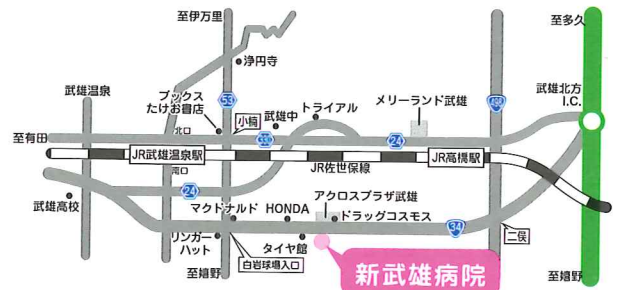 至伊万里
至多久
浄円寺
武雄温泉
ブックス
たけお書店
53
小楠
武雄中
トライアル
メリーランド武雄
498
武雄北方
I.C.
至有田
北口
330
24
JR武雄温泉駅
JR佐世保線
JR高橋駅
南口
24
武雄高校
マクドナルド
HONDA
アクロスプラザ武雄
ドラッグコスモス
34
リンガー
ハット
白岩球場入口
タイヤ館
二俣
至嬉野
新武雄病院
至嬉野